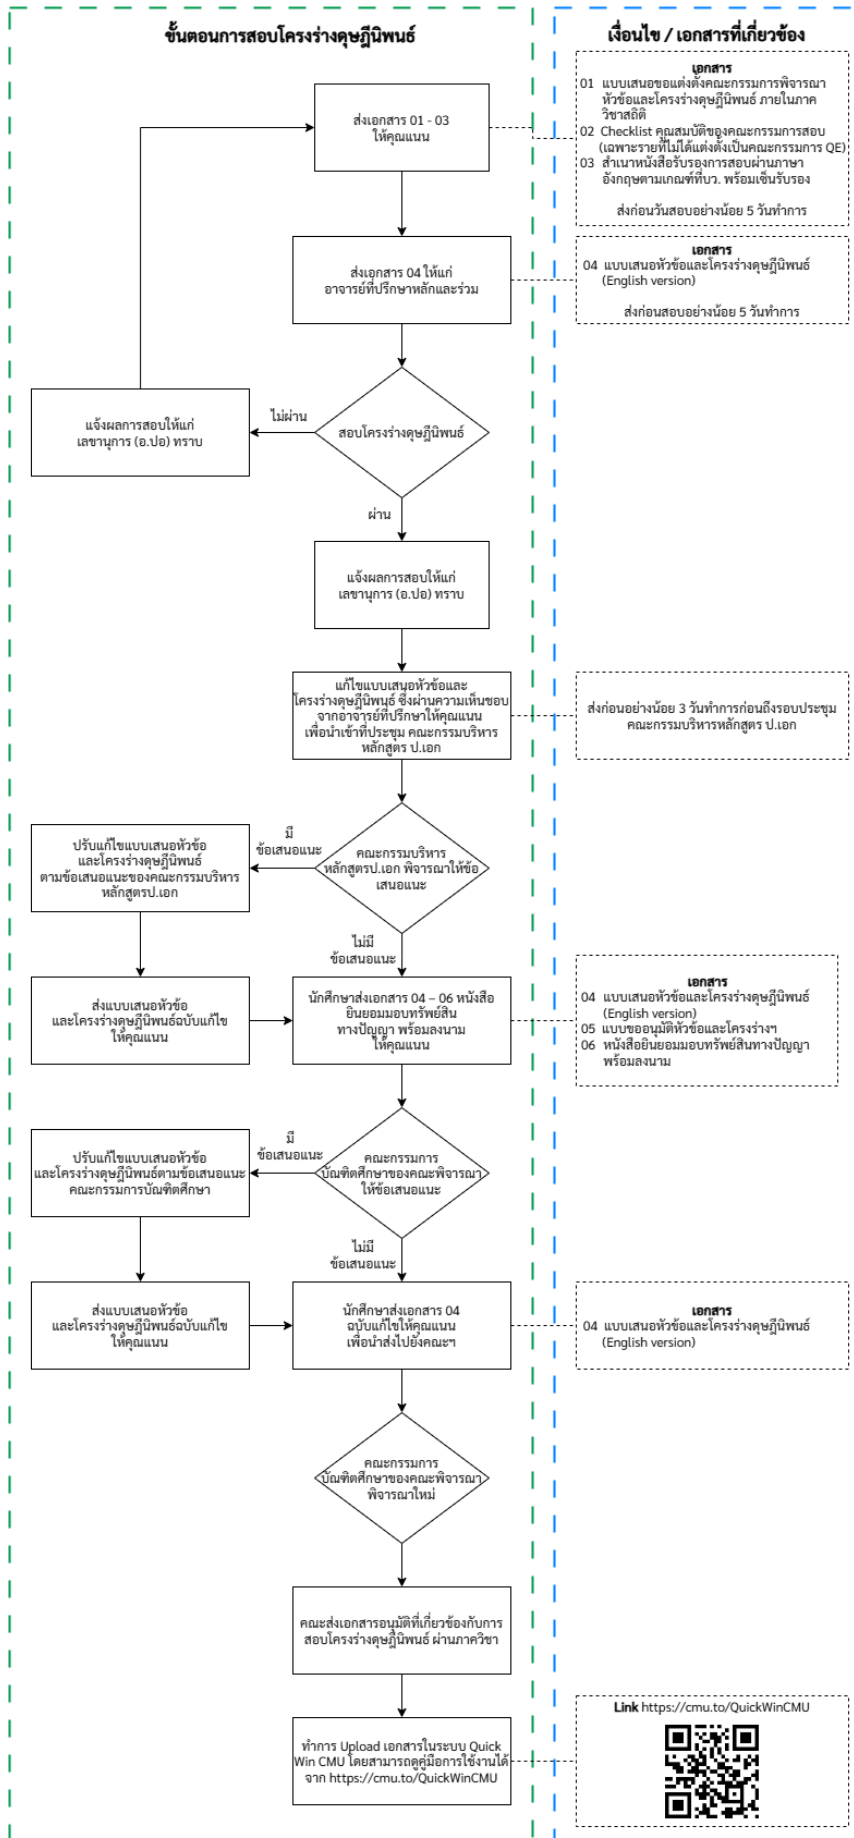 ขั้นตอนการสอบโครงร่างดุษฎีนิพนธ์
เงื่อนไข / เอกสารที่เกี่ยวข้อง
ส่งเอกสาร 01 - 03
ให้คุณแนน
เอกสาร
01 แบบเสนอขอแต่งตั้งคณะกรรมการพิจารณา
หัวข้อและโครงร่างดุษฎีนิพนธ์ ภายในภาค
วิชาสถิติ
02 Checklist คุณสมบัติของคณะกรรมการสอบ
(เฉพาะรายที่ไม่ได้แต่งตั้งเป็นคณะกรรมการ QE)
03 สำเนาหนังสือรับรองการสอบผ่านภาษา
อังกฤษตามเกณฑ์ที่บว. พร้อมเซ็นรับรอง
ส่งก่อนวันสอบอย่างน้อย 5 วันทำการ
ส่งเอกสาร 04 ให้แก่
อาจารย์ที่ปรึกษาหลักและร่วม
เอกสาร
04 แบบเสนอหัวข้อและโครงร่างดุษฎีนิพนธ์
(English version)
ส่งก่อนสอบอย่างน้อย 5 วันทำการ
สอบโครงร่างดุษฎีนิพนธ์
ไม่ผ่าน
แจ้งผลการสอบให้แก่
เลขานุการ (อ.ปอ) ทราบ
ผ่าน
แจ้งผลการสอบให้แก่
เลขานุการ (อ.ปอ) ทราบ
แก้ไขแบบเสนอหัวข้อและ
โครงร่างดุษฎีนิพนธ์ ซึ่งผ่านความเห็นชอบ
จากอาจารย์ที่ปรึกษาให้คุณแนน
เพื่อนำเข้าที่ประชุม คณะกรรมบริหาร
หลักสูตร ป.เอก
ส่งก่อนอย่างน้อย 3 วันทำการก่อนถึงรอบประชุม
คณะกรรมบริหารหลักสูตร ป.เอก
คณะกรรมบริหาร
หลักสูตรป.เอก พิจารณาให้ข้อ
เสนอแนะ
มี
ข้อเสนอแนะ
ปรับแก้ไขแบบเสนอหัวข้อ
และโครงร่างดุษฎีนิพนธ์
ตามข้อเสนอแนะของคณะกรรมบริหาร
หลักสูตรป.เอก
ไม่มี
ข้อเสนอแนะ
ส่งแบบเสนอหัวข้อ
และโครงร่างดุษฎีนิพนธ์ฉบับแก้ไข
ให้คุณแนน
นักศึกษาส่งเอกสาร 04 – 06 หนังสือ
ยินยอมมอบทรัพย์สิน
ทางปัญญา พร้อมลงนาม
ให้คุณแนน
เอกสาร
04 แบบเสนอหัวข้อและโครงร่างดุษฎีนิพนธ์
(English version)
05 แบบขออนุมัติหัวข้อและโครงร่างฯ
06 หนังสือยินยอมมอบทรัพย์สินทางปัญญา
พร้อมลงนาม
คณะกรรมการ
บัณฑิตศึกษาของคณะพิจารณา
ให้ข้อเสนอแนะ
มี
ข้อเสนอแนะ
ปรับแก้ไขแบบเสนอหัวข้อ
และโครงร่างดุษฎีนิพนธ์ตามข้อเสนอแนะ
คณะกรรมการบัณฑิตศึกษา
ไม่มี
ข้อเสนอแนะ
ส่งแบบเสนอหัวข้อ
และโครงร่างดุษฎีนิพนธ์ฉบับแก้ไข
ให้คุณแนน
นักศึกษาส่งเอกสาร 04
ฉบับแก้ไขให้คุณแนน
เพื่อนำส่งไปยังคณะฯ
เอกสาร
04 แบบเสนอหัวข้อและโครงร่างดุษฎีนิพนธ์
(English version)
คณะกรรมการ
บัณฑิตศึกษาของคณะพิจารณา
พิจารณาใหม่
คณะส่งเอกสารอนุมัติที่เกี่ยวข้องกับการ
สอบโครงร่างดุษฎีนิพนธ์ ผ่านภาควิชา
ทำการ Upload เอกสารในระบบ Quick
Win CMU โดยสามารถดูคู่มือการใช้งานได้
จาก https://cmu.to/QuickWinCMU
Link https://cmu.to/QuickWinCMU